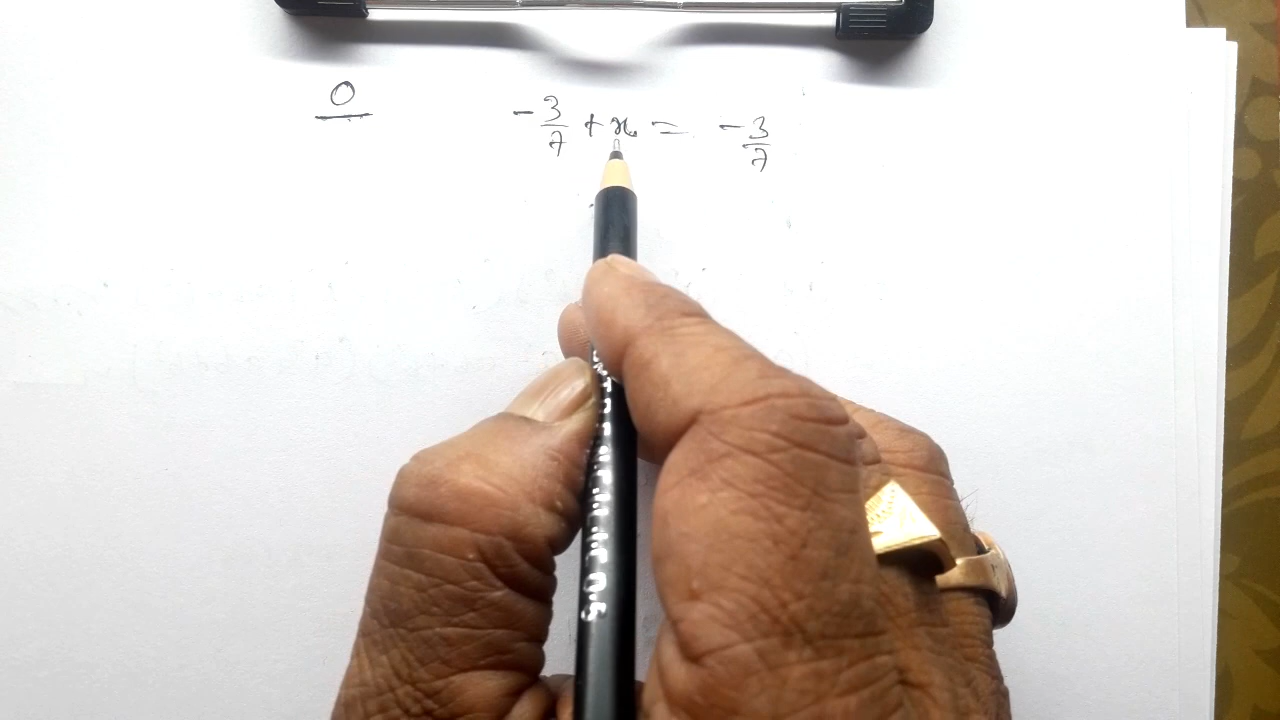 0
-3/7 + x = -3/7